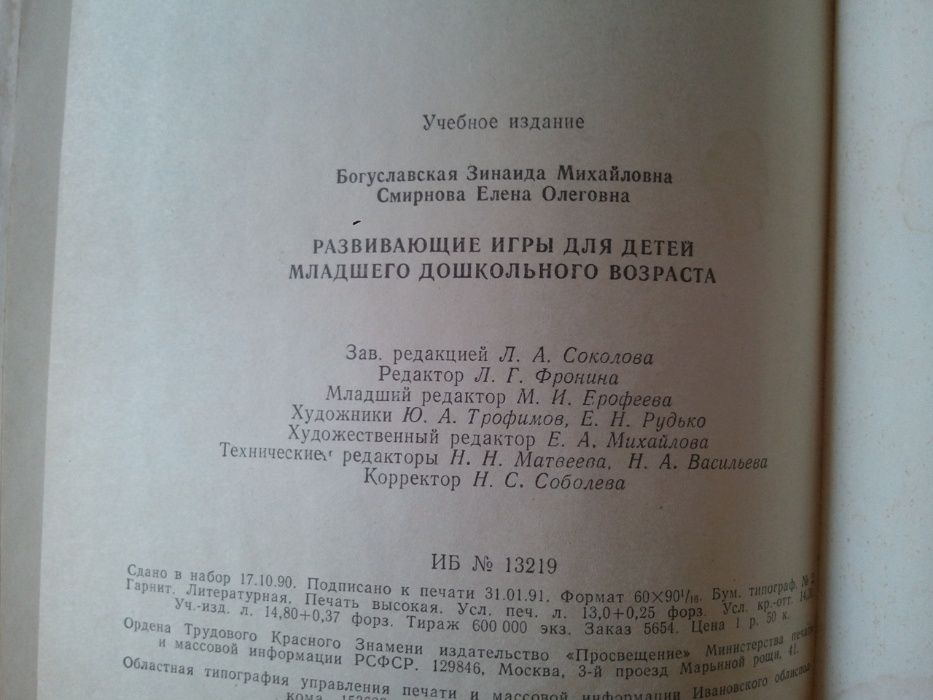 Учебное издание
Богуславская Зинаида Михайловна
Смирнова Елена Олеговна
РАЗВИВАЮЩИЕ ИГРЫ ДЛЯ ДЕТЕЙ
МЛАДШЕГО ДОШКОЛЬНОГО ВОЗРАСТА
Зав. редакцией Л. А. Соколова
Редактор Л. Г. Фронина
Младший редактор М. И. Ерофеева
Художники Ю. А. Трофимов, Е. Н. Рудько
Художественный редактор Е. А. Михайлова
Технические редакторы Н. Н. Матвеева, Н. А. Васильева
Корректор Н. С. Соболева
ИБ № 13219
Сдано в набор 17.10.90. Подписано к печати 31.01.91. Формат 60×90¹/₁₆. Бум. типограф. №
Гарнит. Литературная. Печать высокая. Усл. печ. л. 13,0+0,25 форз. Усл. кр.-отт.
Уч.-изд. л. 14,80+0,37 форз. Тираж 600 000 экз. Заказ 5654. Цена 1 р. 50 к.
Ордена Трудового Красного Знамени издательство «Просвещение» Министерства
и массовой информации РСФСР. 129846, Москва, 3-й проезд Марьиной рощи, 41.
Областная типография управления печати и массовой информации Ивановского